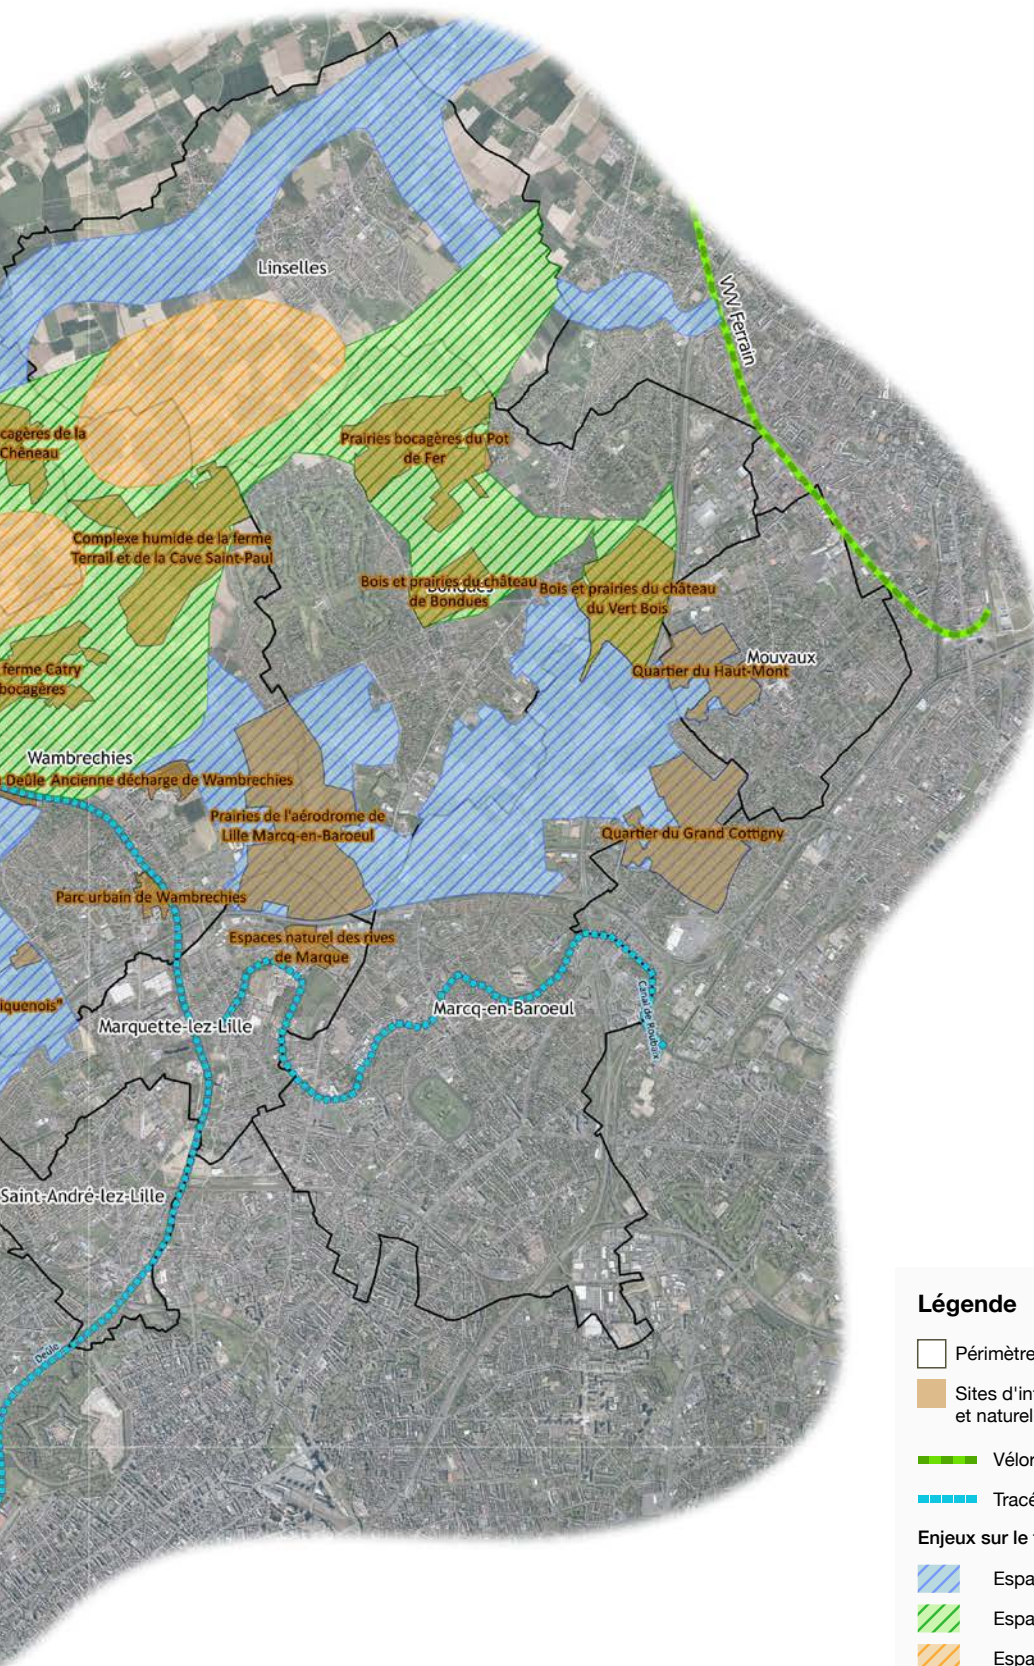 Linselles
VVV Ferrain
cagères de la
Chêneau
Prairies bocagères du Pot
de Fer
Complexe humide de la ferme
Terrail et de la Cave Saint-Paul
Bois et prairies du château
de Bondues
Bondues
Bois et prairies du château
du Vert Bois
Mouvaux
Quartier du Haut-Mont
ferme Catry
bocagères
Wambrechies
Deûle
Ancienne décharge de Wambrechies
Prairies de l'aérodrome de
Lille Marcq-en-Baroeul
Quartier du Grand Cottigny
Parc urbain de Wambrechies
Espaces naturel des rives
de Marque
iquenois"
Marcq-en-Baroeul
Canal de Roubaix
Marquette-lez-Lille
Saint-André-lez-Lille
Deûle
Légende
Périmètre
Sites d'in
et naturel
Vélor
Tracé
Enjeux sur le
Espa
Espa
Espa